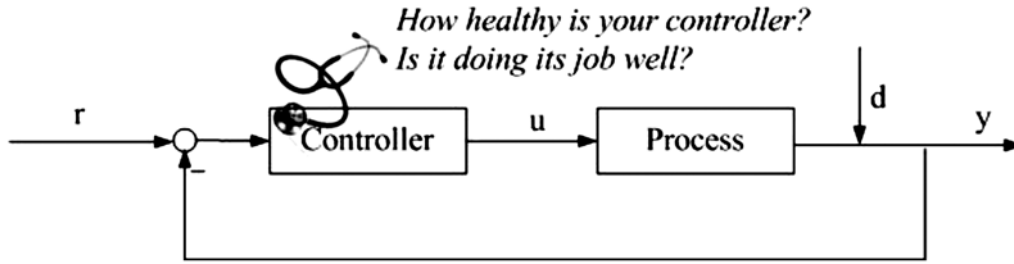 How healthy is your controller?
Is it doing its job well?
r
Controller
u
Process
d
y
–